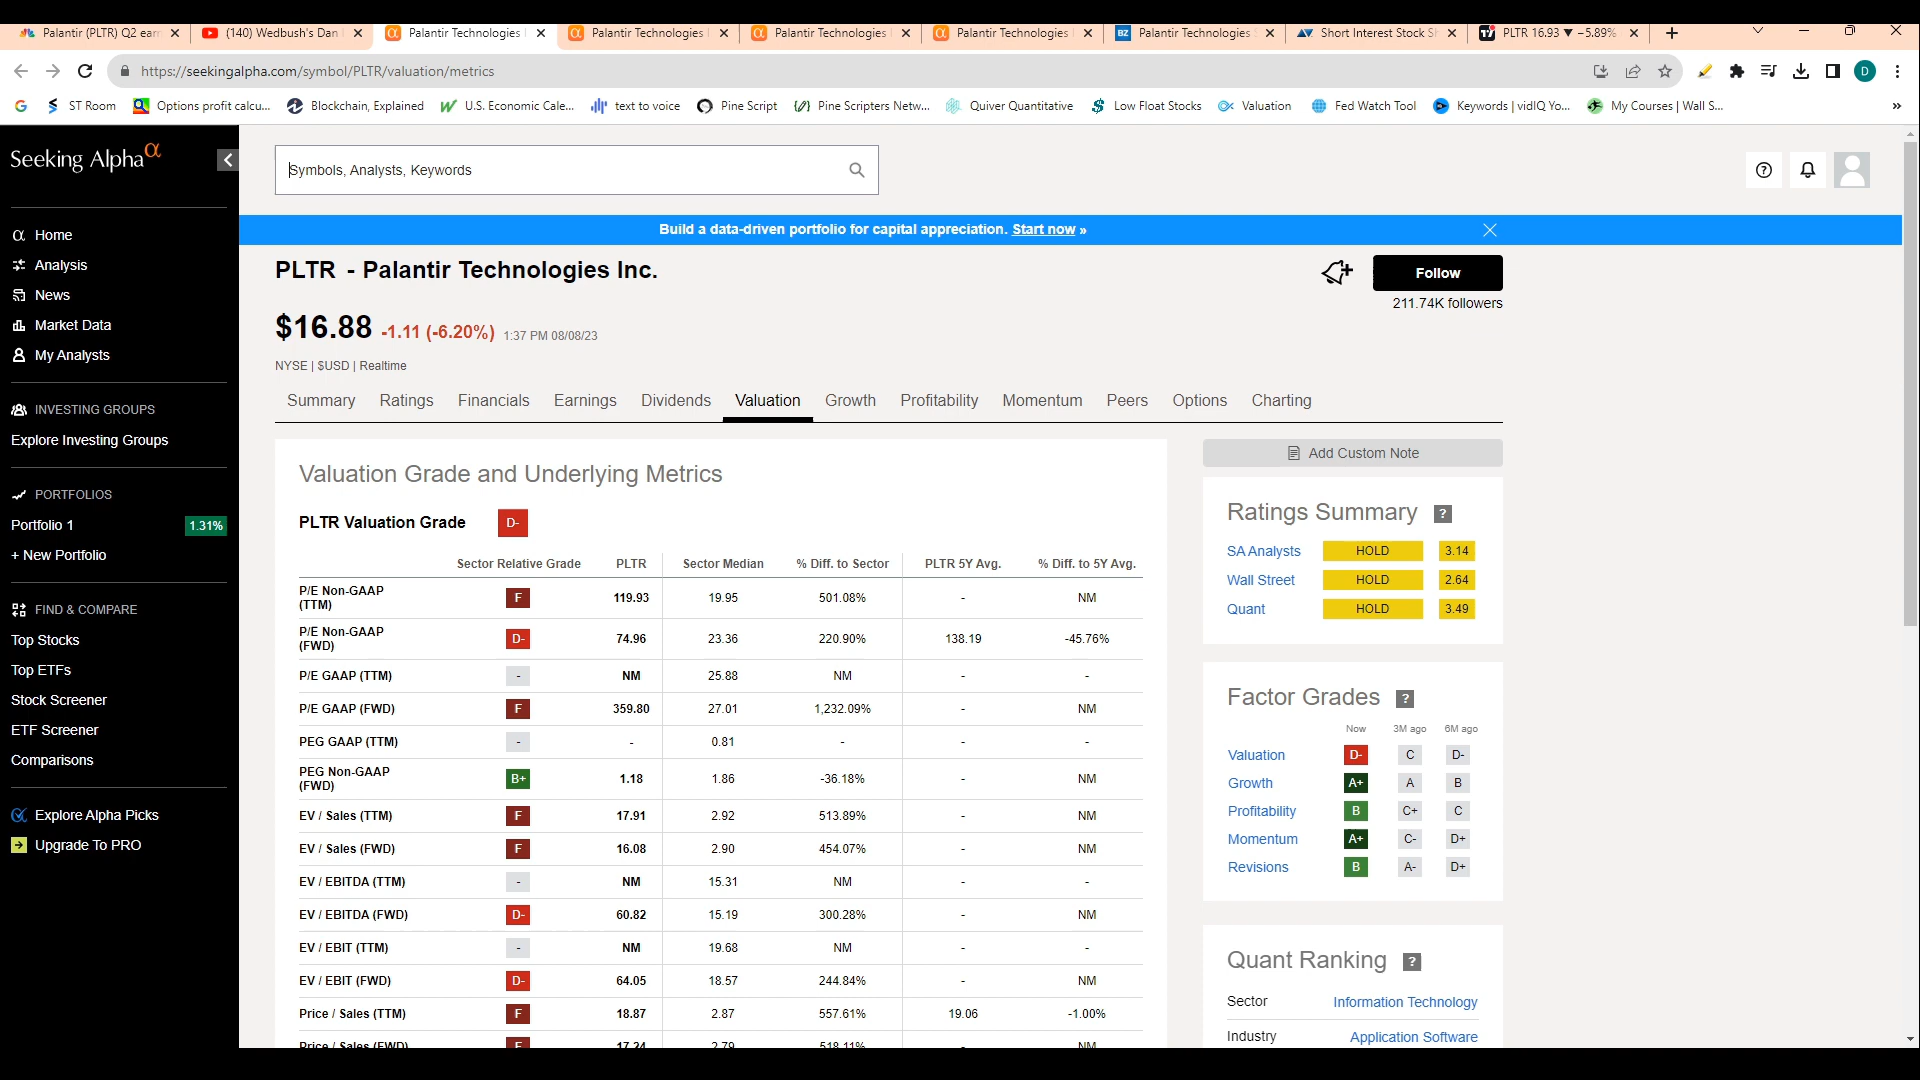 Palantir (PLTR) Q2 ear
(140) Wedbush's Dan
Palantir Technologies
Palantir Technologies
Palantir Technologies
Palantir Technologies
BZ Palantir Technologies
Short Interest Stock S
PLTR 16.93 ▼ −5.89%
https://seekingalpha.com/symbol/PLTR/valuation/metrics
D
ST Room
Options profit calcu...
Blockchain, Explained
U.S. Economic Cale...
text to voice
Pine Script
Pine Scripters Netw...
Quiver Quantitative
Low Float Stocks
Valuation
Fed Watch Tool
Keywords | vidIQ Yo...
My Courses | Wall S...
»
Seeking Alpha α
Home
Analysis
News
Market Data
My Analysts
INVESTING GROUPS
Explore Investing Groups
PORTFOLIOS
Portfolio 1 1.31%
+ New Portfolio
FIND & COMPARE
Top Stocks
Top ETFs
Stock Screener
ETF Screener
Comparisons
Explore Alpha Picks
Upgrade To PRO
Symbols, Analysts, Keywords
Build a data-driven portfolio for capital appreciation. Start now »
PLTR - Palantir Technologies Inc.
Follow
211.74K followers
$16.88 -1.11 (-6.20%) 1:37 PM 08/08/23
NYSE | $USD | Realtime
Summary Ratings Financials Earnings Dividends Valuation Growth Profitability Momentum Peers Options Charting
Valuation Grade and Underlying Metrics
PLTR Valuation Grade D-
Sector Relative Grade PLTR Sector Median % Diff. to Sector PLTR 5Y Avg. % Diff. to 5Y Avg.
P/E Non-GAAP
(TTM) F 119.93 19.95 501.08% - NM
P/E Non-GAAP
(FWD) D- 74.96 23.36 220.90% 138.19 -45.76%
P/E GAAP (TTM) - NM 25.88 NM - -
P/E GAAP (FWD) F 359.80 27.01 1,232.09% - NM
PEG GAAP (TTM) - - 0.81 - - -
PEG Non-GAAP
(FWD) B+ 1.18 1.86 -36.18% - NM
EV / Sales (TTM) F 17.91 2.92 513.89% - NM
EV / Sales (FWD) F 16.08 2.90 454.07% - NM
EV / EBITDA (TTM) - NM 15.31 NM - -
EV / EBITDA (FWD) D- 60.82 15.19 300.28% - NM
EV / EBIT (TTM) - NM 19.68 NM - -
EV / EBIT (FWD) D- 64.05 18.57 244.84% - NM
Price / Sales (TTM) F 18.87 2.87 557.61% 19.06 -1.00%
Price / Sales (FWD) F 17.24 2.79 518.11% - NM
Add Custom Note
Ratings Summary ?
SA Analysts HOLD 3.14
Wall Street HOLD 2.64
Quant HOLD 3.49
Factor Grades ?
Now 3M ago 6M ago
Valuation D- C D-
Growth A+ A B
Profitability B C+ C
Momentum A+ C- D+
Revisions B A- D+
Quant Ranking ?
Sector Information Technology
Industry Application Software